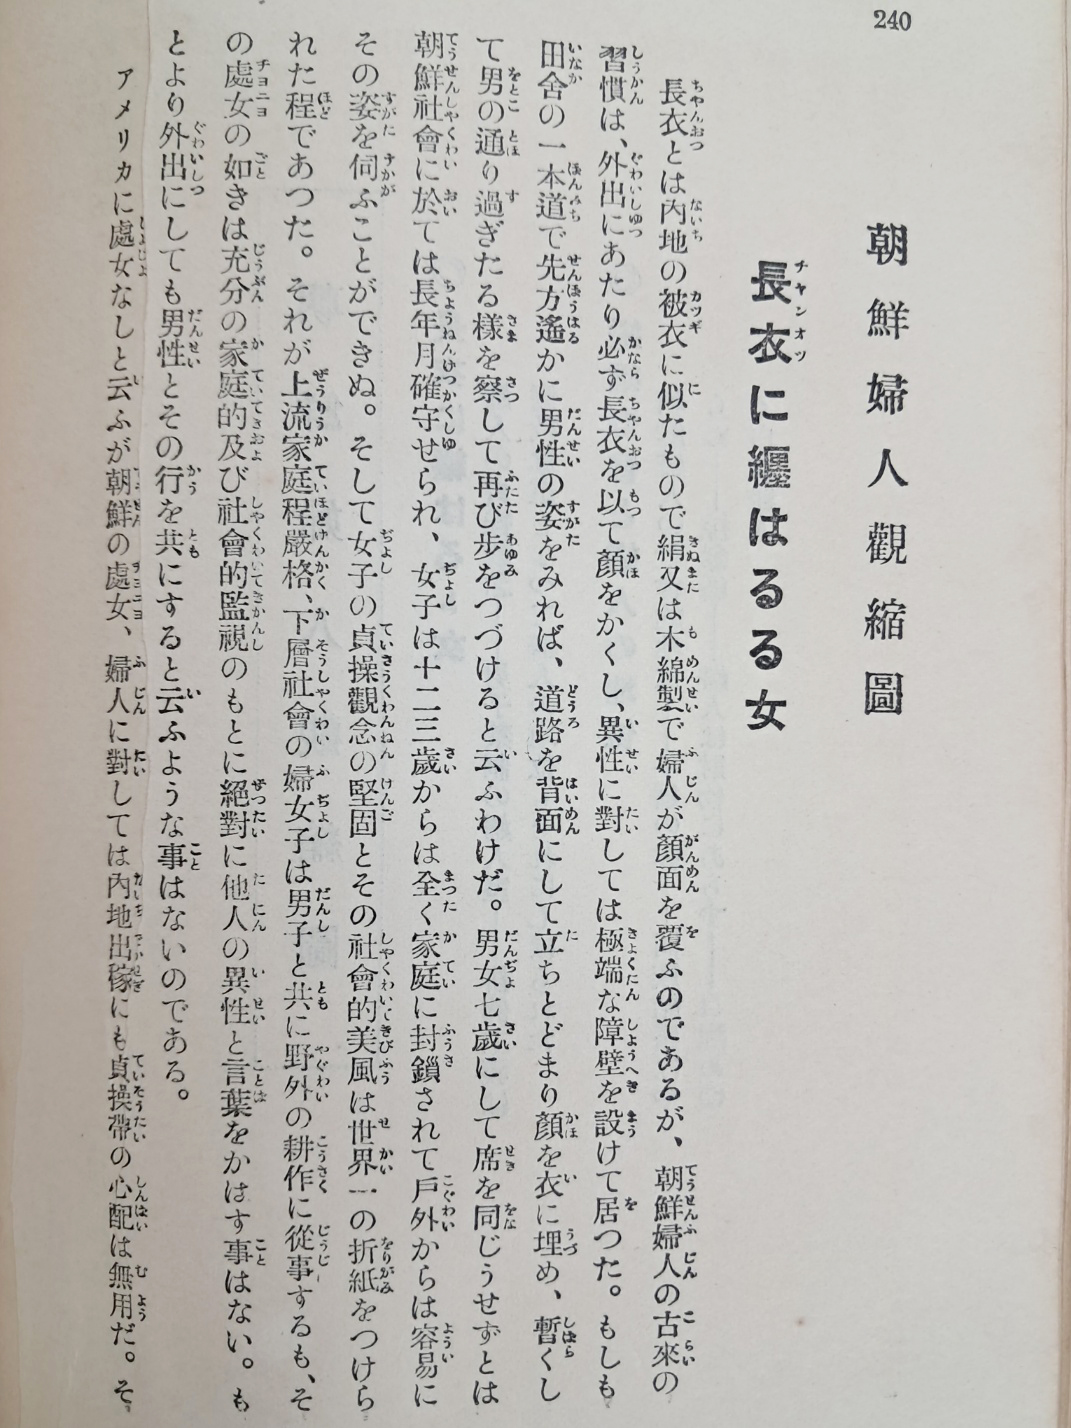 240
朝鮮婦人觀縮圖
長衣に纏はるる女
長衣とは內地の被衣に似たもので絹又は木綿製で婦人が顏面を覆ふのであるが、朝鮮婦人の古來の
習慣は、外出にあたり必ず長衣を以て顏をかくし、異性に對しては極端な障壁を設けて居つた。もしも
田舍の一本道で先方遙かに男性の姿をみれば、道路を背面にして立ちとどまり顏を衣に埋め、暫くし
て男の通り過ぎたる樣を察して再び步をつづけると云ふわけだ。男女七歲にして席を同じうせずとは
朝鮮社會に於ては長年月確守せられ、女子は十二三歲からは全く家庭に封鎖されて戶外からは容易に
その姿を伺ふことができぬ。そして女子の貞操觀念の堅固とその社會的美風は世界一の折紙をつけら
れた程であつた。それが上流家庭程嚴格、下層社會の婦女子は男子と共に野外の耕作に從事するも、そ
の處女の如きは充分の家庭的及び社會的監視のもとに絕對に他人の異性と言葉をかはす事はない。も
とより外出にしても男性とその行を共にすると云ふような事はないのである。
アメリカに處女なしと云ふが朝鮮の處女、婦人に對しては內地出稼にも貞操帶の心配は無用だ。そ